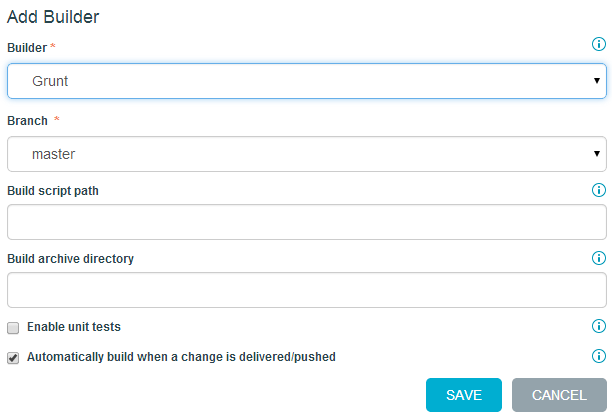 Add Builder
Builder *
Grunt
Branch *
master
Build script path
Build archive directory
Enable unit tests
Automatically build when a change is delivered/pushed
SAVE CANCEL